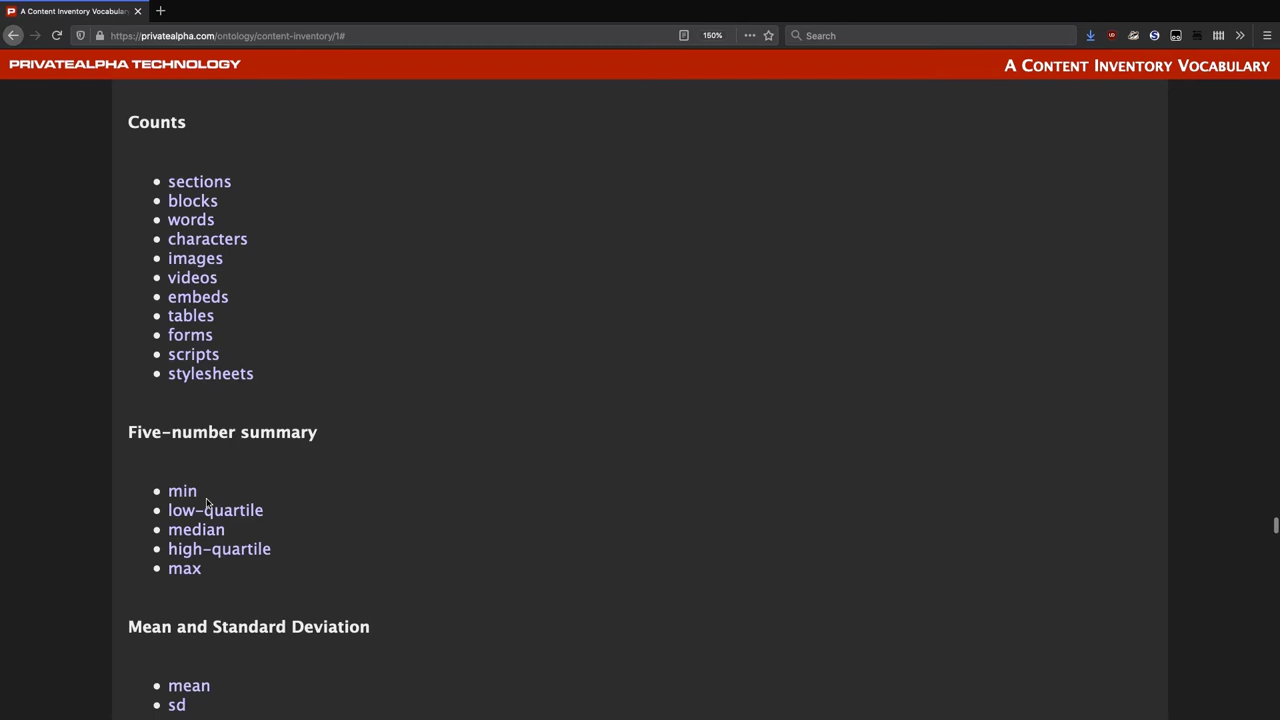 A Content Inventory Vocabulary
https://privatealpha.com/ontology/content-inventory/1#
150%
Search
PRIVATEALPHA TECHNOLOGY
A CONTENT INVENTORY VOCABULARY
Counts
• sections
• blocks
• words
• characters
• images
• videos
• embeds
• tables
• forms
• scripts
• stylesheets
Five-number summary
• min
• low-quartile
• median
• high-quartile
• max
Mean and Standard Deviation
• mean
• sd